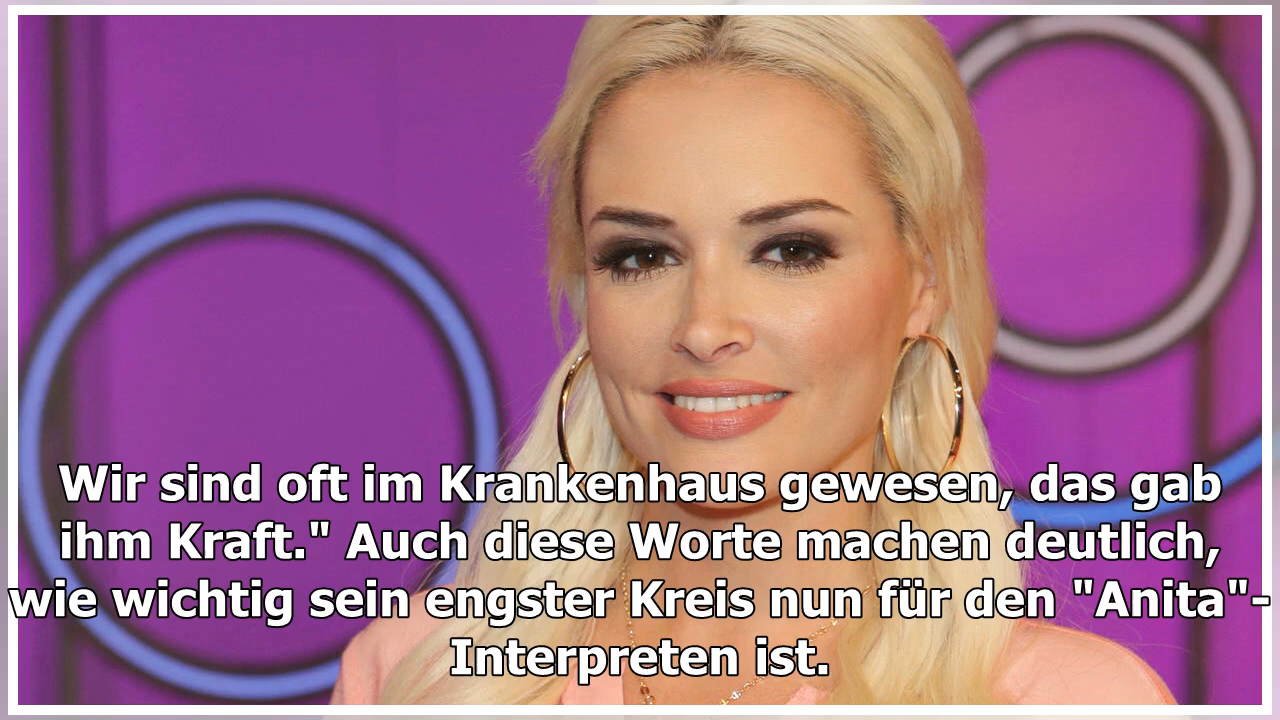 Wir sind oft im Krankenhaus gewesen, das gab
ihm Kraft." Auch diese Worte machen deutlich,
wie wichtig sein engster Kreis nun für den "Anita"-
Interpreten ist.